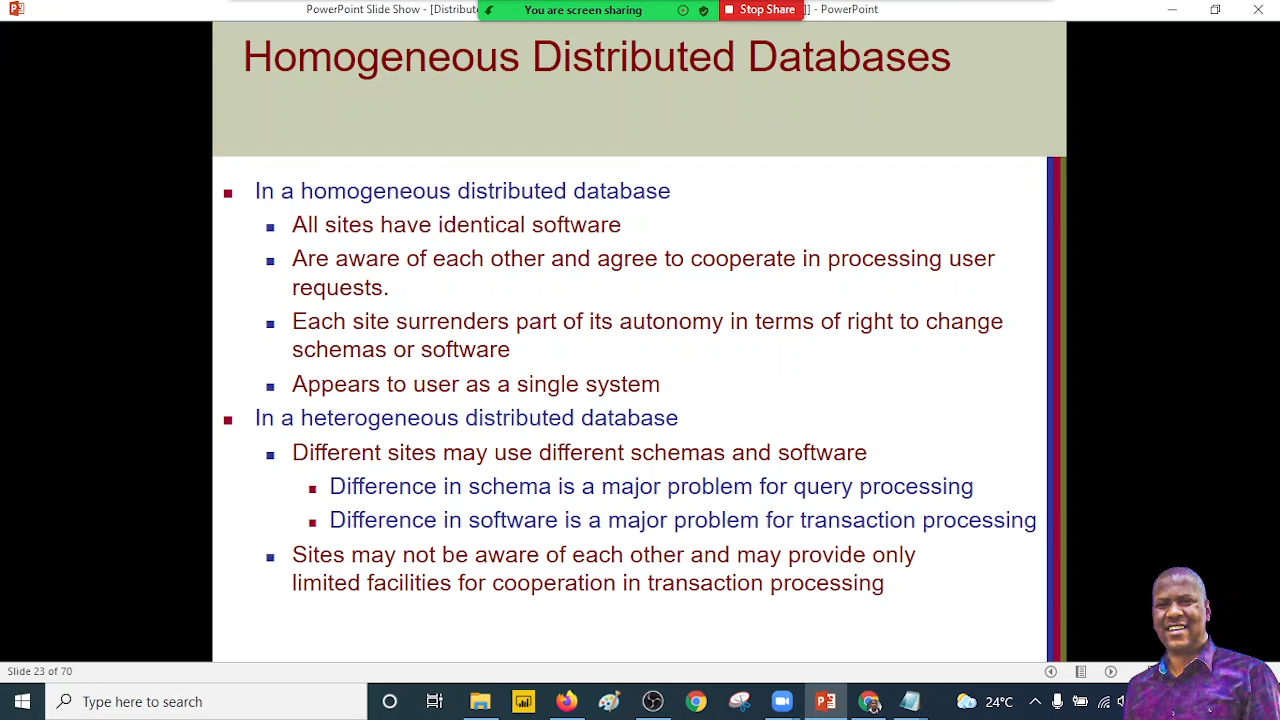 PowerPoint Slide Show - [Distribut
You are screen sharing
Stop Share
]] - PowerPoint
Homogeneous Distributed Databases
In a homogeneous distributed database
All sites have identical software
Are aware of each other and agree to cooperate in processing user
requests.
Each site surrenders part of its autonomy in terms of right to change
schemas or software
Appears to user as a single system
In a heterogeneous distributed database
Different sites may use different schemas and software
Difference in schema is a major problem for query processing
Difference in software is a major problem for transaction processing
Sites may not be aware of each other and may provide only
limited facilities for cooperation in transaction processing
Slide 23 of 70
Type here to search
24°C